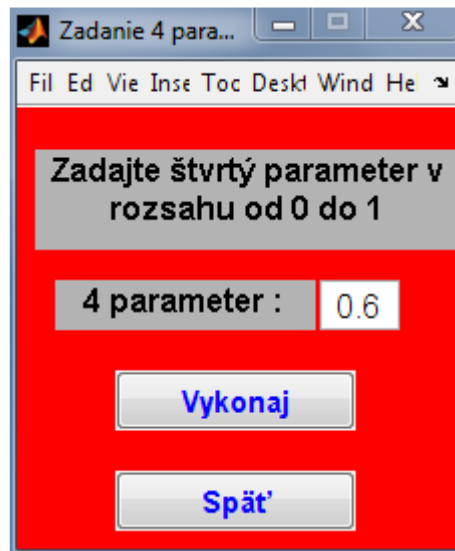 Zadanie 4 para...
Fil Ed Vie Inse Toc Deskt Wind He
Zadajte štvrtý parameter v
rozsahu od 0 do 1
4 parameter : 0.6
Vykonaj
Späť